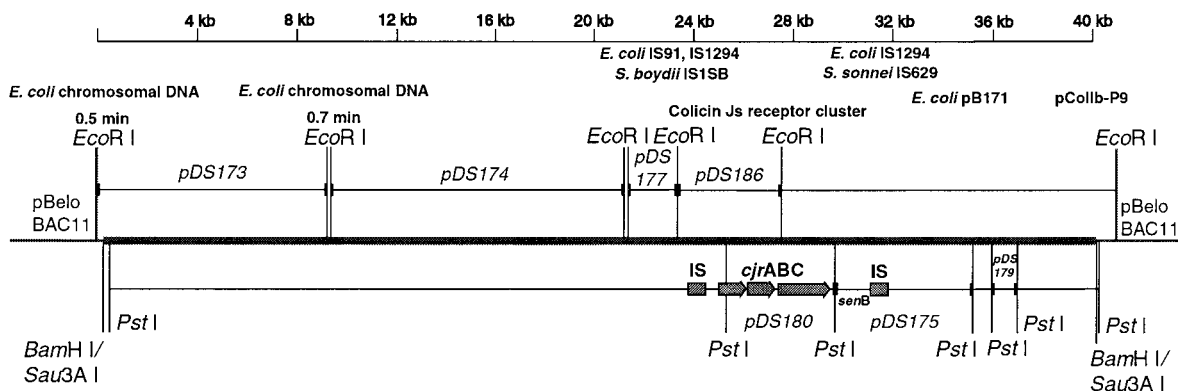 4 kb 8 kb 12 kb 16 kb 20 kb 24 kb 28 kb 32 kb 36 kb 40 kb
E. coli IS91, IS1294 E. coli IS1294
S. boydii IS1SB S. sonnei IS629
E. coli chromosomal DNA E. coli chromosomal DNA E. coli pB171 pCollb-P9
0.5 min 0.7 min Colicin Js receptor cluster
EcoR I EcoR I EcoR I EcoR I EcoR I EcoR I
pDS173 pDS174 pDS
177 pDS186
pBelo
BAC11
pBelo
BAC11
IS cjrABC IS pDS
179
senB
pDS180 pDS175
Pst I Pst I Pst I Pst I Pst I Pst I Pst I
BamH I/
Sau3A I
BamH I/
Sau3A I